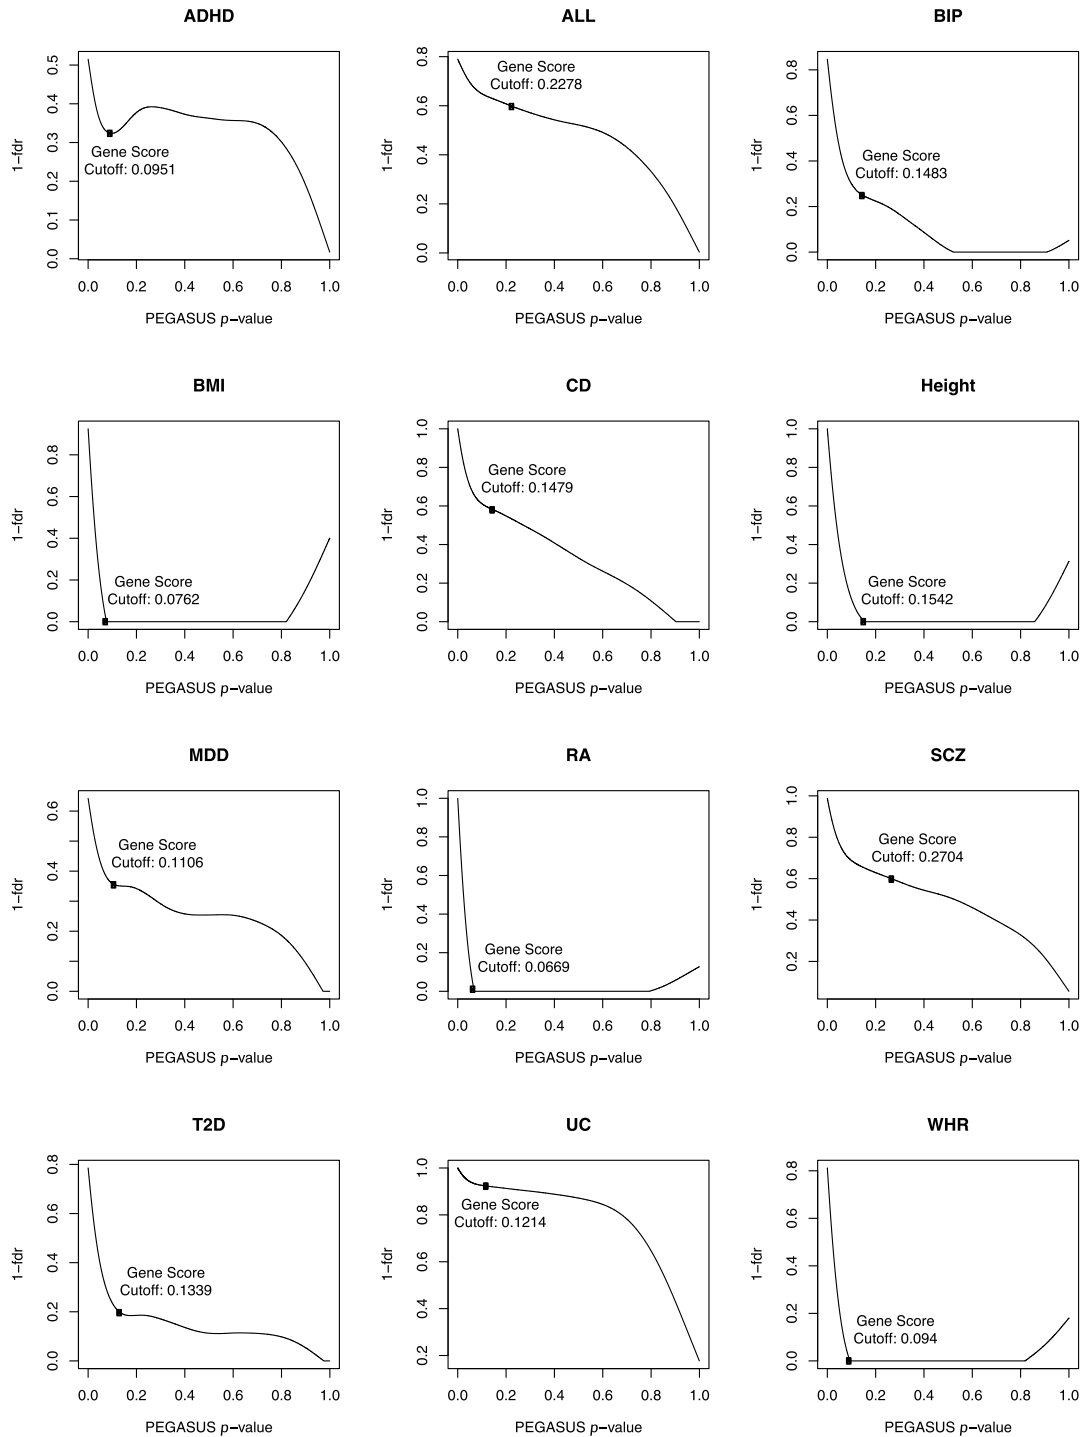 ADHD
1−fdr
0.0 0.1 0.2 0.3 0.4 0.5
Gene Score
Cutoff: 0.0951
0.0 0.2 0.4 0.6 0.8 1.0
PEGASUS p−value
ALL
1−fdr
0.0 0.2 0.4 0.6 0.8
Gene Score
Cutoff: 0.2278
0.0 0.2 0.4 0.6 0.8 1.0
PEGASUS p−value
BIP
1−fdr
0.0 0.2 0.4 0.6 0.8
Gene Score
Cutoff: 0.1483
0.0 0.2 0.4 0.6 0.8 1.0
PEGASUS p−value
BMI
1−fdr
0.0 0.2 0.4 0.6 0.8
Gene Score
Cutoff: 0.0762
0.0 0.2 0.4 0.6 0.8 1.0
PEGASUS p−value
CD
1−fdr
0.0 0.2 0.4 0.6 0.8 1.0
Gene Score
Cutoff: 0.1479
0.0 0.2 0.4 0.6 0.8 1.0
PEGASUS p−value
Height
1−fdr
0.0 0.2 0.4 0.6 0.8 1.0
Gene Score
Cutoff: 0.1542
0.0 0.2 0.4 0.6 0.8 1.0
PEGASUS p−value
MDD
1−fdr
0.0 0.2 0.4 0.6
Gene Score
Cutoff: 0.1106
0.0 0.2 0.4 0.6 0.8 1.0
PEGASUS p−value
RA
1−fdr
0.0 0.2 0.4 0.6 0.8 1.0
Gene Score
Cutoff: 0.0669
0.0 0.2 0.4 0.6 0.8 1.0
PEGASUS p−value
SCZ
1−fdr
0.2 0.4 0.6 0.8 1.0
Gene Score
Cutoff: 0.2704
0.0 0.2 0.4 0.6 0.8 1.0
PEGASUS p−value
T2D
1−fdr
0.0 0.2 0.4 0.6 0.8
Gene Score
Cutoff: 0.1339
0.0 0.2 0.4 0.6 0.8 1.0
PEGASUS p−value
UC
1−fdr
0.2 0.4 0.6 0.8 1.0
Gene Score
Cutoff: 0.1214
0.0 0.2 0.4 0.6 0.8 1.0
PEGASUS p−value
WHR
1−fdr
0.0 0.2 0.4 0.6 0.8
Gene Score
Cutoff: 0.094
0.0 0.2 0.4 0.6 0.8 1.0
PEGASUS p−value